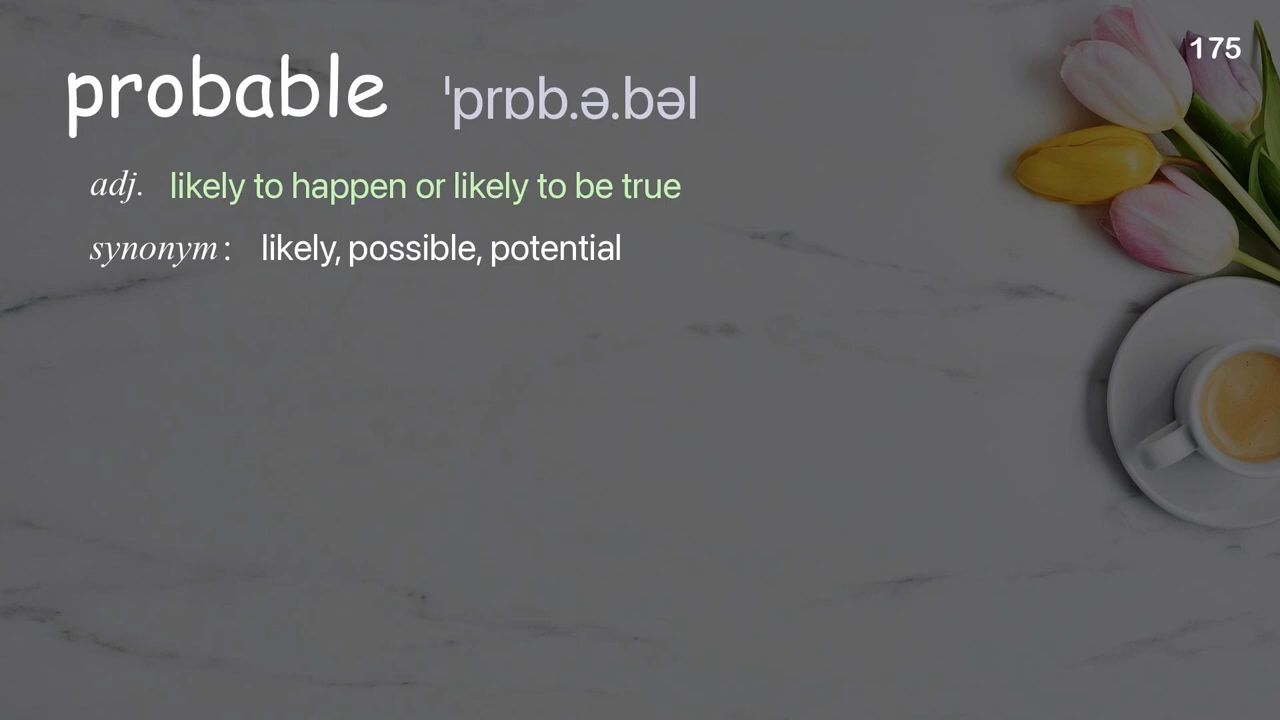 175
probable ˈprɒb.ə.bəl
adj. likely to happen or likely to be true
synonym: likely, possible, potential